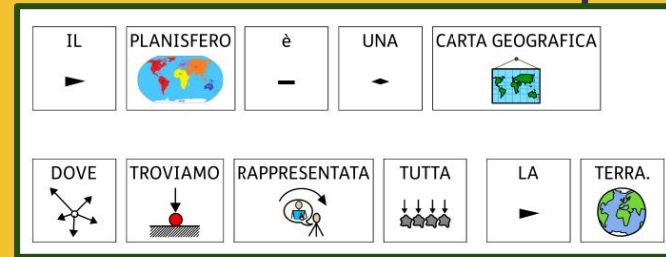 IL PLANISFERO è UNA CARTA GEOGRAFICA
DOVE TROVIAMO RAPPRESENTATA TUTTA LA TERRA.